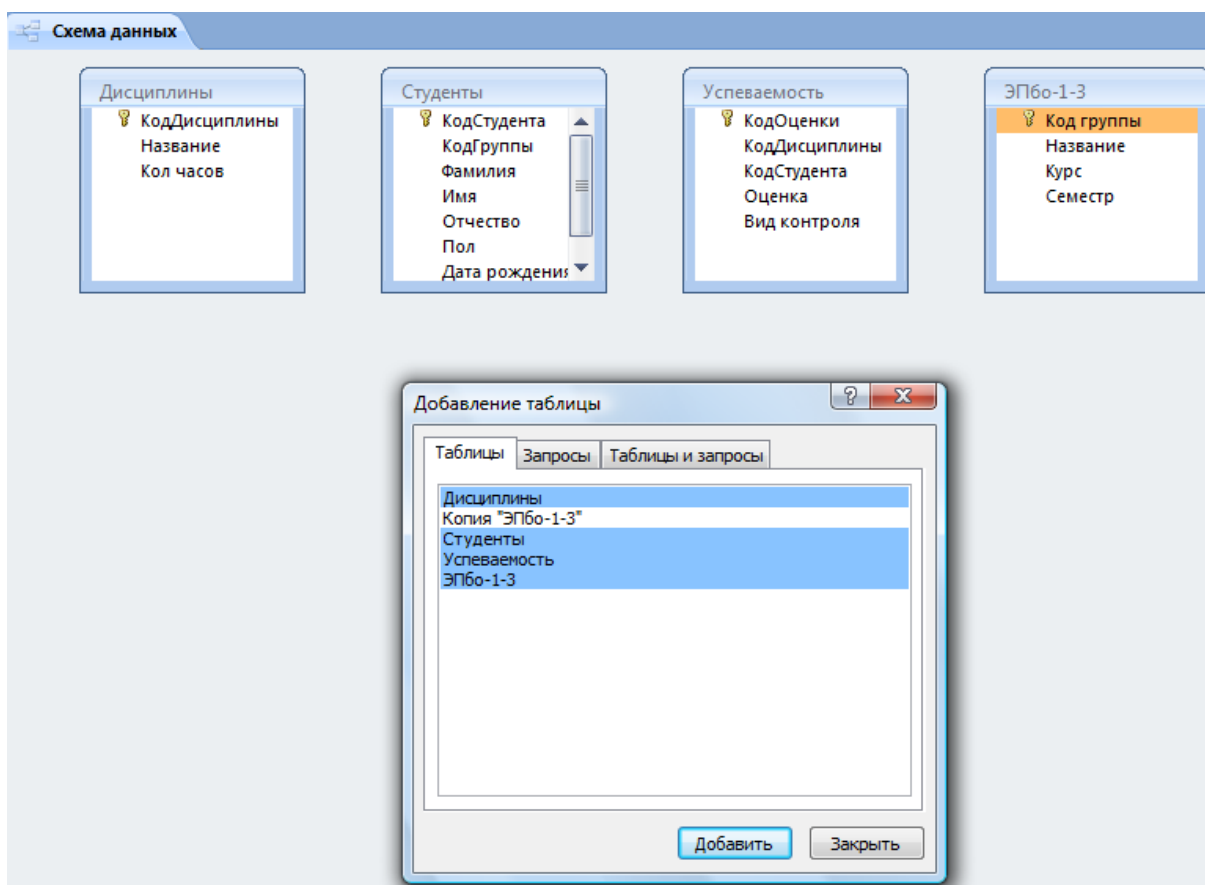 Схема данных
Дисциплины
КодДисциплины
Название
Кол часов
Студенты
КодСтудента
КодГруппы
Фамилия
Имя
Отчество
Пол
Дата рождения
Успеваемость
КодОценки
КодДисциплины
КодСтудента
Оценка
Вид контроля
ЭПбо-1-3
Код группы
Название
Курс
Семестр
Добавление таблицы
Таблицы Запросы Таблицы и запросы
Дисциплины
Копия "ЭПбо-1-3"
Студенты
Успеваемость
ЭПбо-1-3
Добавить Закрыть